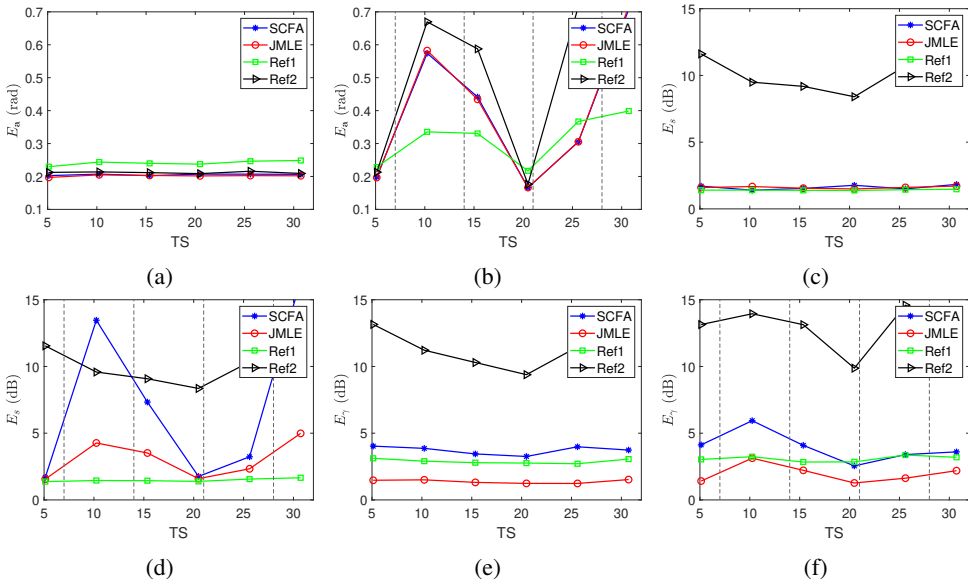 0.7
0.6
0.5
0.4
0.3
0.2
0.1
5 10 15 20 25 30
TS
E_a (rad)
SCFA
JMLE
Ref1
Ref2
(a)
0.7
0.6
0.5
0.4
0.3
0.2
0.1
5 10 15 20 25 30
TS
E_a (rad)
SCFA
JMLE
Ref1
Ref2
(b)
15
10
5
0
5 10 15 20 25 30
TS
E_s (dB)
SCFA
JMLE
Ref1
Ref2
(c)
15
10
5
0
5 10 15 20 25 30
TS
E_s (dB)
SCFA
JMLE
Ref1
Ref2
(d)
15
10
5
0
5 10 15 20 25 30
TS
E_γ (dB)
SCFA
JMLE
Ref1
Ref2
(e)
15
10
5
0
5 10 15 20 25 30
TS
E_γ (dB)
SCFA
JMLE
Ref1
Ref2
(f)